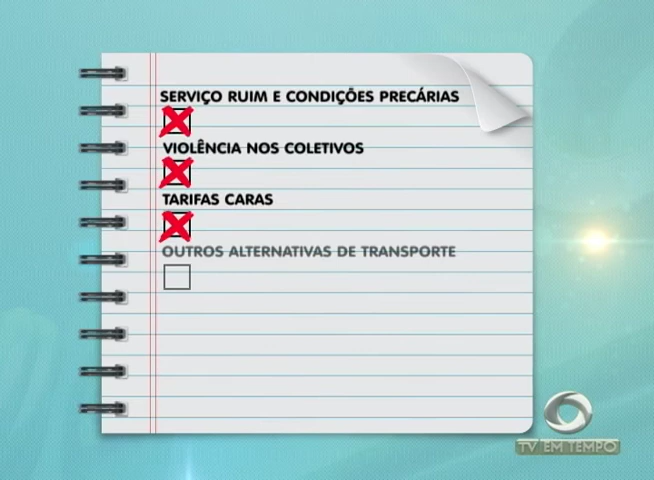 SERVIÇO RUIM E CONDIÇÕES PRECÁRIAS
VIOLÊNCIA NOS COLETIVOS
TARIFAS CARAS
OUTROS ALTERNATIVAS DE TRANSPORTE
TV EM TEMPO